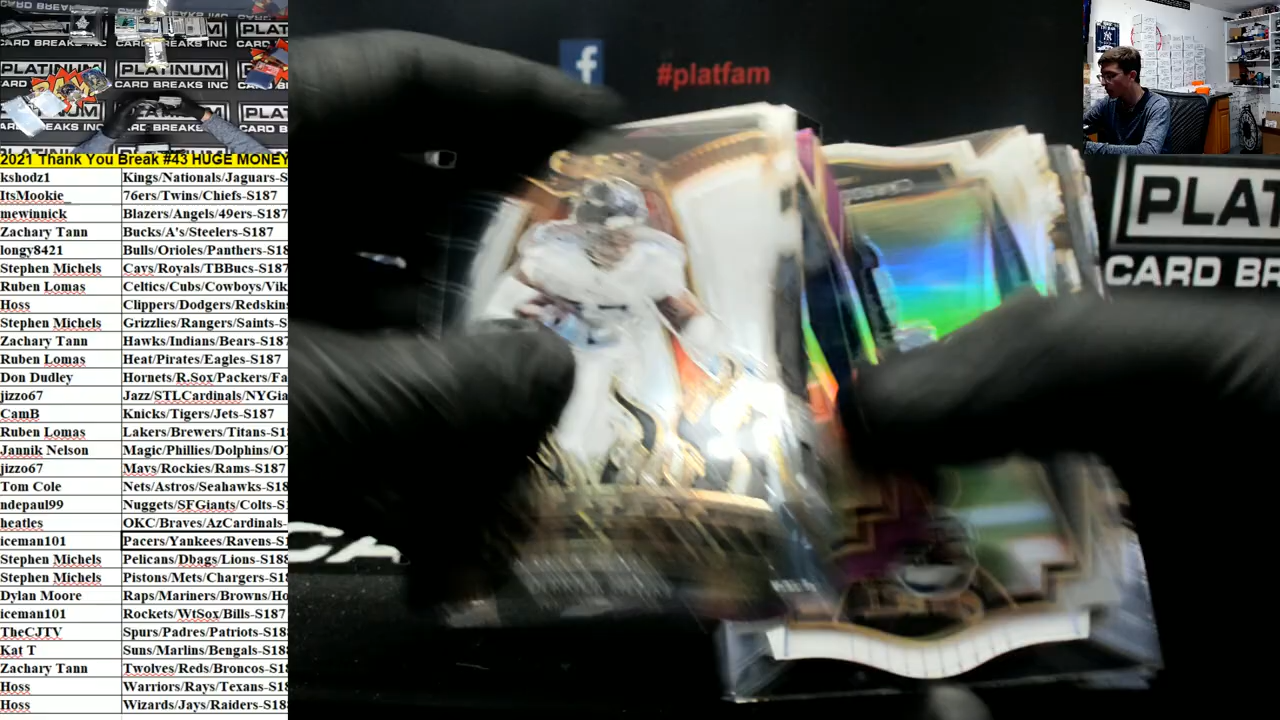 PLATINUM
CARD BREAKS INC
PLATINUM
CARD BREAKS INC
#platfam
PLAT
CARD BR
2021 Thank You Break #43 HUGE MONEY
kshodz1 Kings/Nationals/Jaguars-S
ItsMookie_ 76ers/Twins/Chiefs-S187
mewinnick Blazers/Angels/49ers-S187
Zachary Tann Bucks/A's/Steelers-S187
longy8421 Bulls/Orioles/Panthers-S18
Stephen Michels Cavs/Royals/TBBucs-S187
Ruben Lomas Celtics/Cubs/Cowboys/Vik
Hoss Clippers/Dodgers/Redskin
Stephen Michels Grizzlies/Rangers/Saints-S
Zachary Tann Hawks/Indians/Bears-S187
Ruben Lomas Heat/Pirates/Eagles-S187
Don Dudley Hornets/R.Sox/Packers/Fa
jizzo67 Jazz/STLCardinals/NYGia
CamB Knicks/Tigers/Jets-S187
Ruben Lomas Lakers/Brewers/Titans-S1
Jannik Nelson Magic/Phillies/Dolphins/O
jizzo67 Mavs/Rockies/Rams-S187
Tom Cole Nets/Astros/Seahawks-S18
ndepaul99 Nuggets/SFGiants/Colts-S
heatles OKC/Braves/AzCardinals-
iceman101 Pacers/Yankees/Ravens-S1
Stephen Michels Pelicans/Dbags/Lions-S188
Stephen Michels Pistons/Mets/Chargers-S1
Dylan Moore Raps/Mariners/Browns/Ho
iceman101 Rockets/WtSox/Bills-S187
TheCJTV Spurs/Padres/Patriots-S18
Kat T Suns/Marlins/Bengals-S18
Zachary Tann Twolves/Reds/Broncos-S1
Hoss Warriors/Rays/Texans-S18
Hoss Wizards/Jays/Raiders-S18